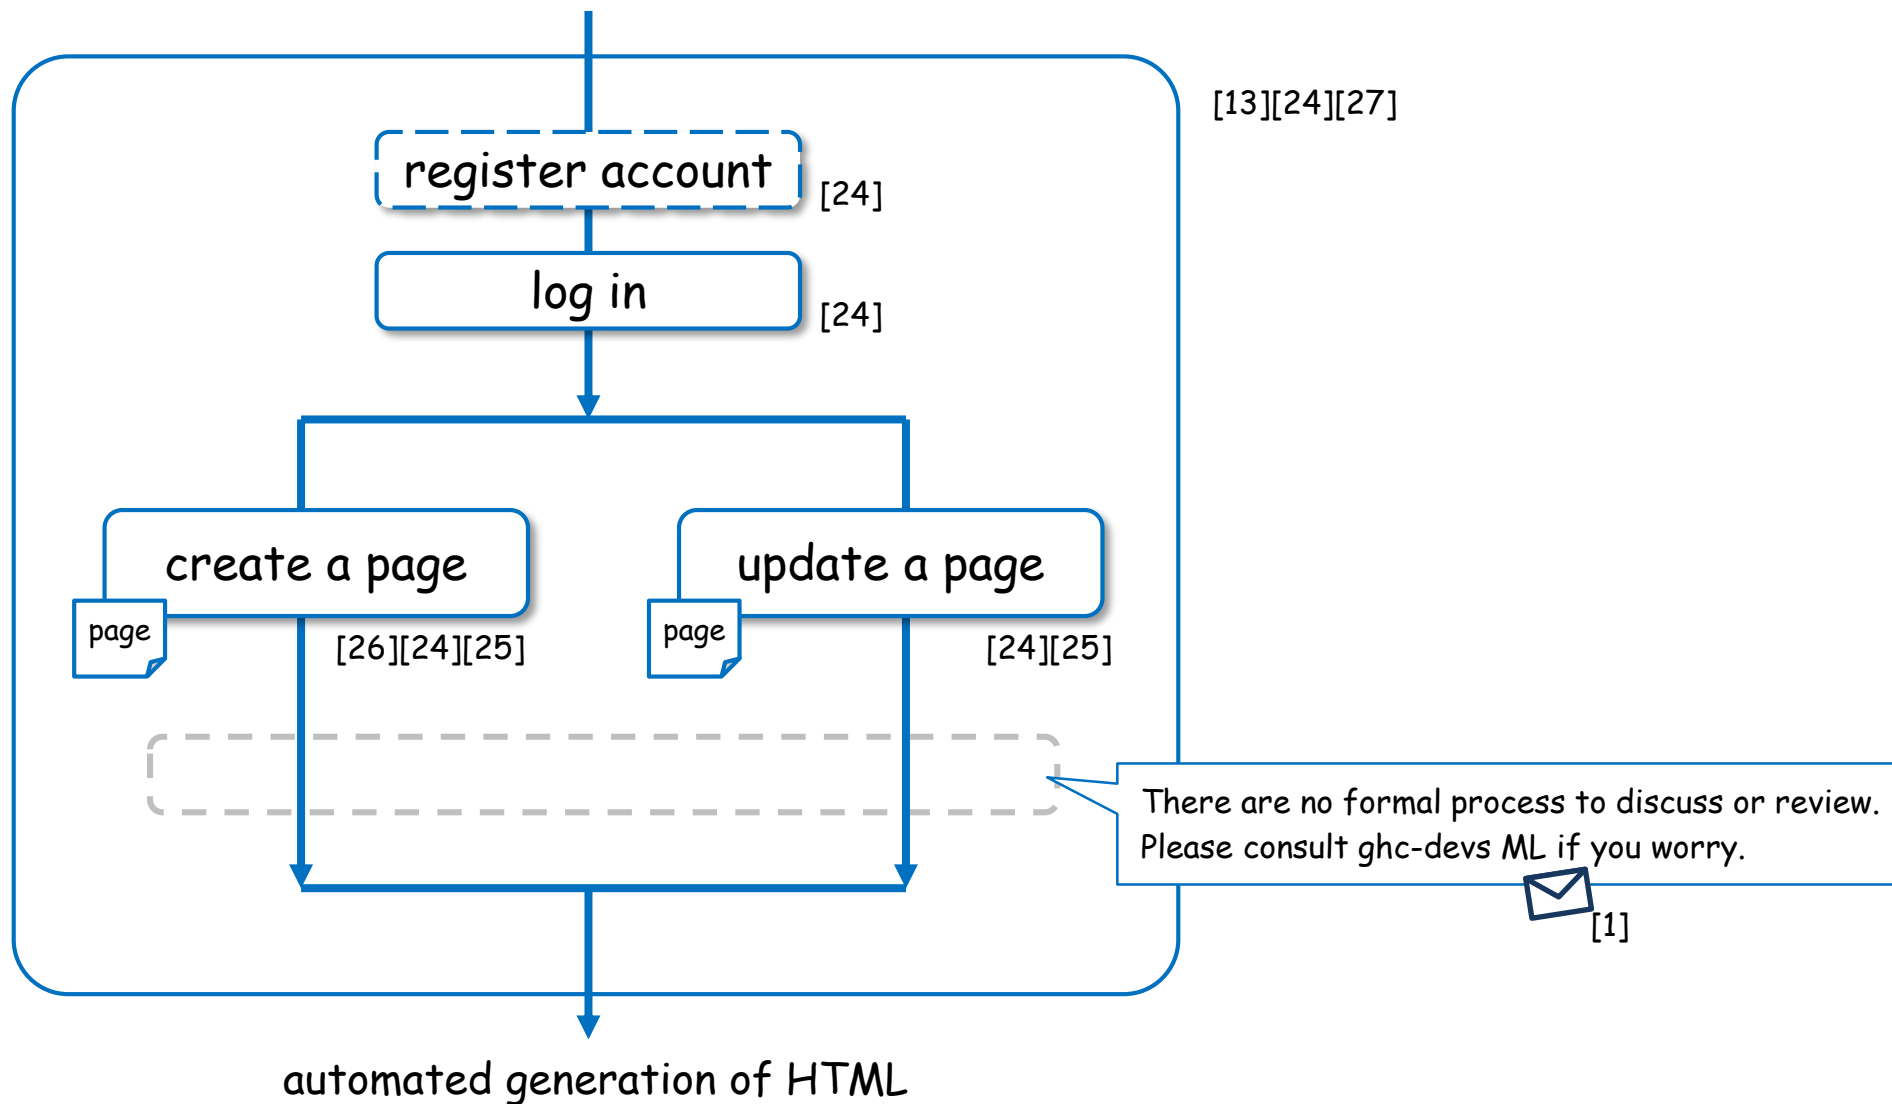 [13][24][27]
register account
[24]
log in
[24]
create a page
update a page
page
page
[26][24][25]
[24][25]
There are no formal process to discuss or review.
Please consult ghc-devs ML if you worry.
[1]
automated generation of HTML